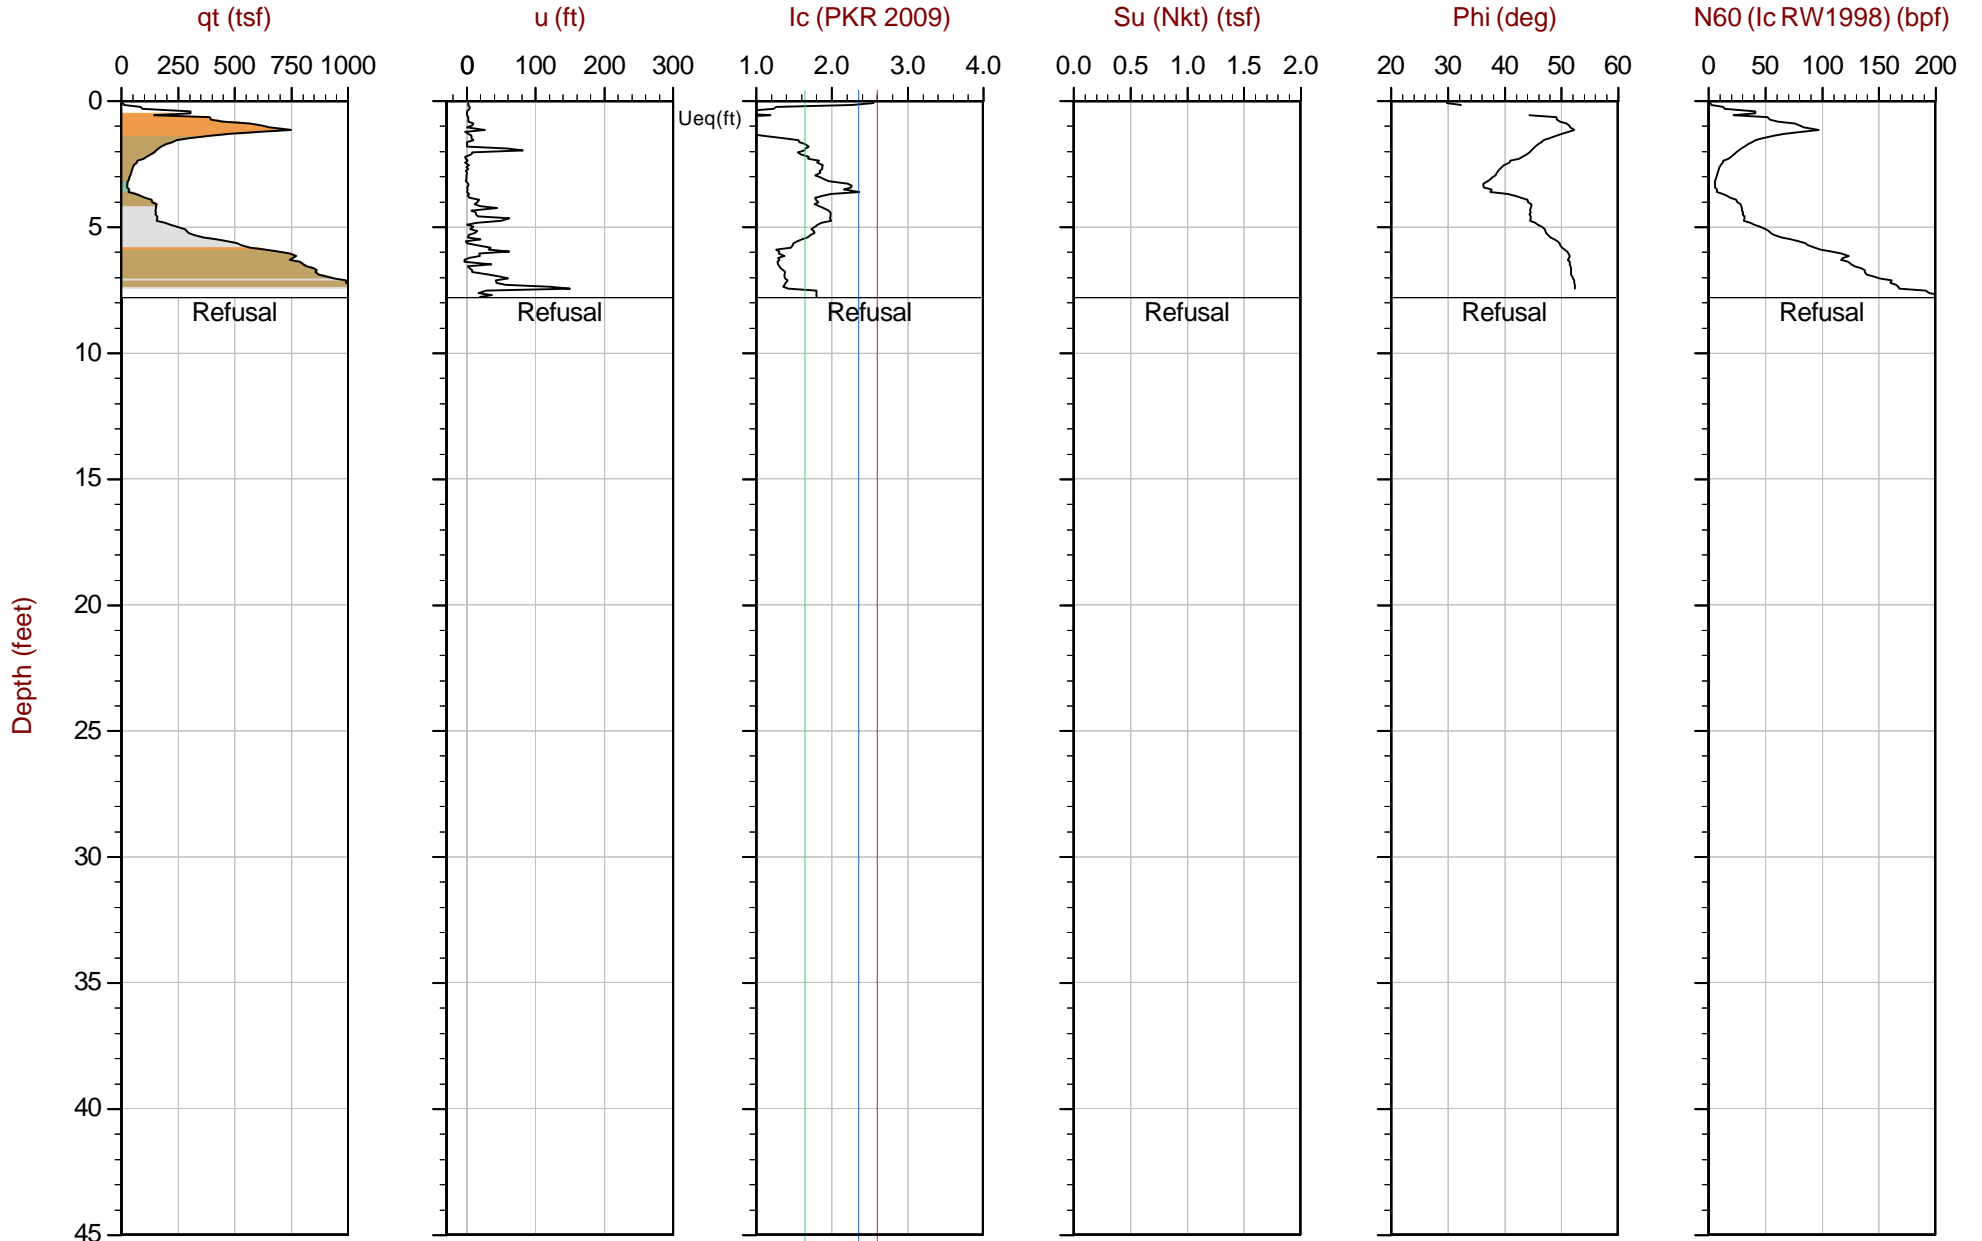 qt (tsf) u (ft) Ic (PKR 2009) Su (Nkt) (tsf) Phi (deg) N60 (Ic RW1998) (bpf)
0 250 500 750 1000 0 100 200 300 1.0 2.0 3.0 4.0 0.0 0.5 1.0 1.5 2.0 20 30 40 50 60 0 50 100 150 200
0
Ueq(ft)
5
Refusal Refusal Refusal Refusal Refusal Refusal
10
15
20
Depth (feet)
25
30
35
40
45